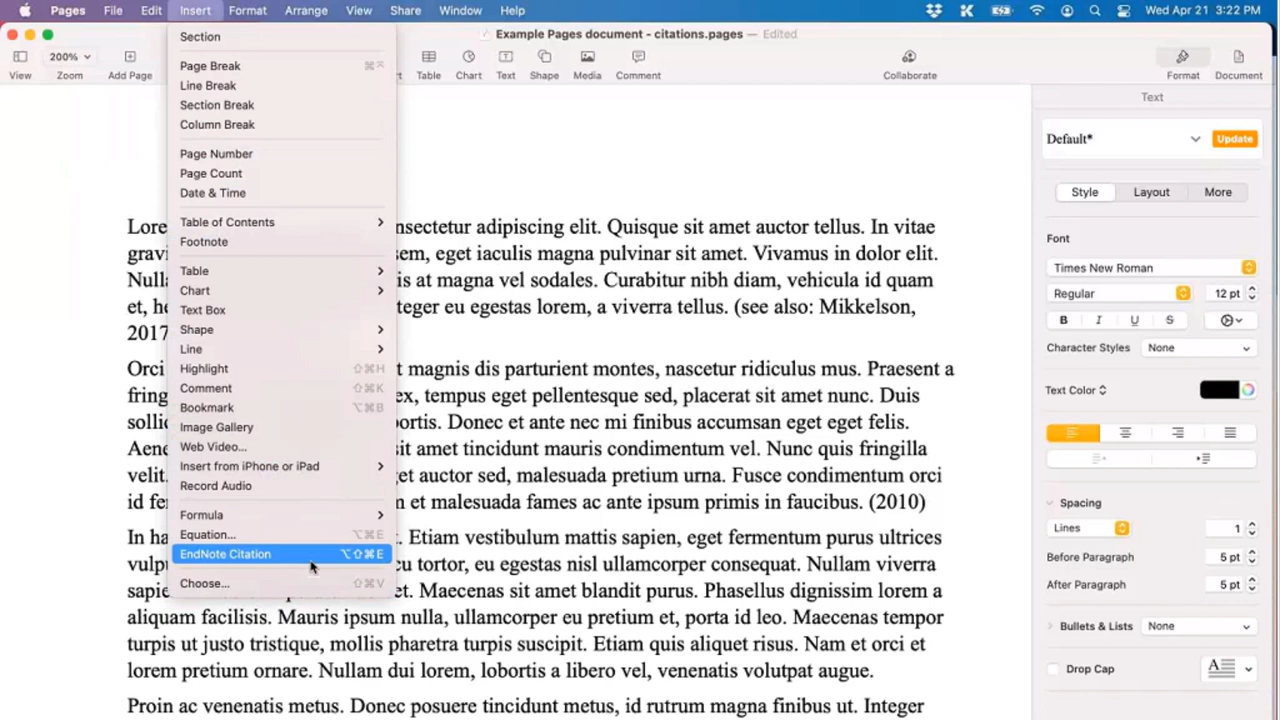 Pages File Edit Insert Format Arrange View Share Window Help Wed Apr 21 3:22 PM
Example Pages document - citations.pages — Edited
200%
View Zoom Add Page Table Chart Text Shape Media Comment Collaborate Format Document
Section
Page Break ⌘⌤
Line Break
Section Break
Column Break
Page Number
Page Count
Date & Time
Table of Contents
Footnote
Table
Chart
Text Box
Shape
Line
Highlight ⇧⌘H
Comment ⇧⌘K
Bookmark ⌥⌘B
Image Gallery
Web Video...
Insert from iPhone or iPad
Record Audio
Formula
Equation... ⌥⌘E
EndNote Citation ⌥⇧⌘E
Choose... ⇧⌘V
Lore nsectetur adipiscing elit. Quisque sit amet auctor tellus. In vitae
gravi sem, eget iaculis magna pulvinar sit amet. Vivamus in dolor elit.
Nulla is at magna vel sodales. Curabitur nibh diam, vehicula id quam
et, he teger eu egestas lorem, a viverra tellus. (see also: Mikkelson,
2017
Orci t magnis dis parturient montes, nascetur ridiculus mus. Praesent a
fring ex, tempus eget pellentesque sed, placerat sit amet nunc. Duis
sollic ortis. Donec et ante nec mi finibus accumsan eget eget felis.
Aene sit amet tincidunt mauris condimentum vel. Nunc quis fringilla
velit. get auctor sed, malesuada pretium urna. Fusce condimentum orci
id fer m et malesuada fames ac ante ipsum primis in faucibus. (2010)
In ha . Etiam vestibulum mattis sapien, eget fermentum purus ultrices
vulp cu tortor, eu egestas nisl ullamcorper consequat. Nullam viverra
sapie et. Maecenas sit amet blandit purus. Phasellus dignissim lorem a
aliquam facilisis. Mauris ipsum nulla, ullamcorper eu pretium et, porta id leo. Maecenas tempor
turpis ut justo tristique, mollis pharetra turpis suscipit. Etiam quis aliquet risus. Nam et orci et
lorem pretium ornare. Nullam dui lorem, lobortis a libero vel, venenatis volutpat augue.
Proin ac venenatis metus. Donec posuere tincidunt metus, id rutrum magna finibus ut. Integer
Text
Default* Update
Style Layout More
Font
Times New Roman
Regular 12 pt
B I U S
Character Styles None
Text Color
Spacing
Lines 1
Before Paragraph 5 pt
After Paragraph 5 pt
Bullets & Lists None
Drop Cap A